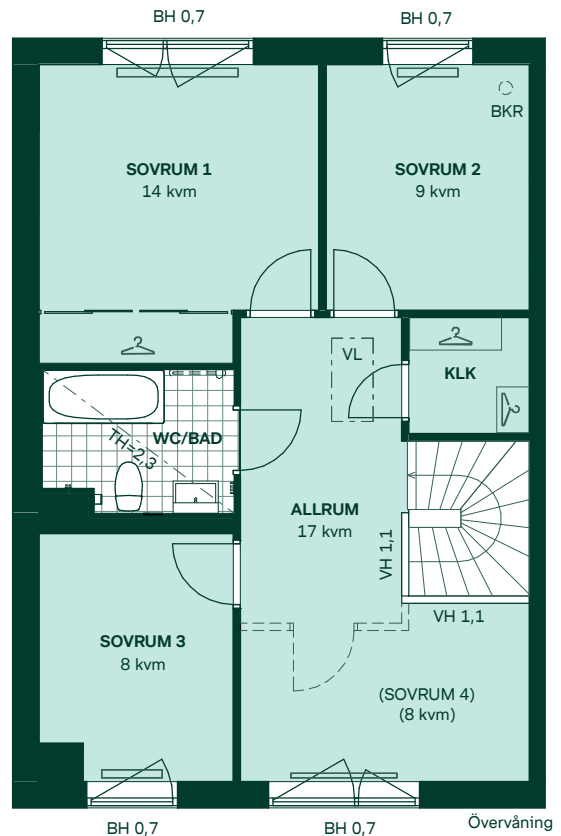 BH 0,7
BH 0,7
BKR
SOVRUM 1
14 kvm
SOVRUM 2
9 kvm
VL
KLK
WC/BAD
TH=2,3
ALLRUM
17 kvm
VH 1,1
VH 1,1
SOVRUM 3
8 kvm
(SOVRUM 4)
(8 kvm)
BH 0,7
BH 0,7
Övervåning